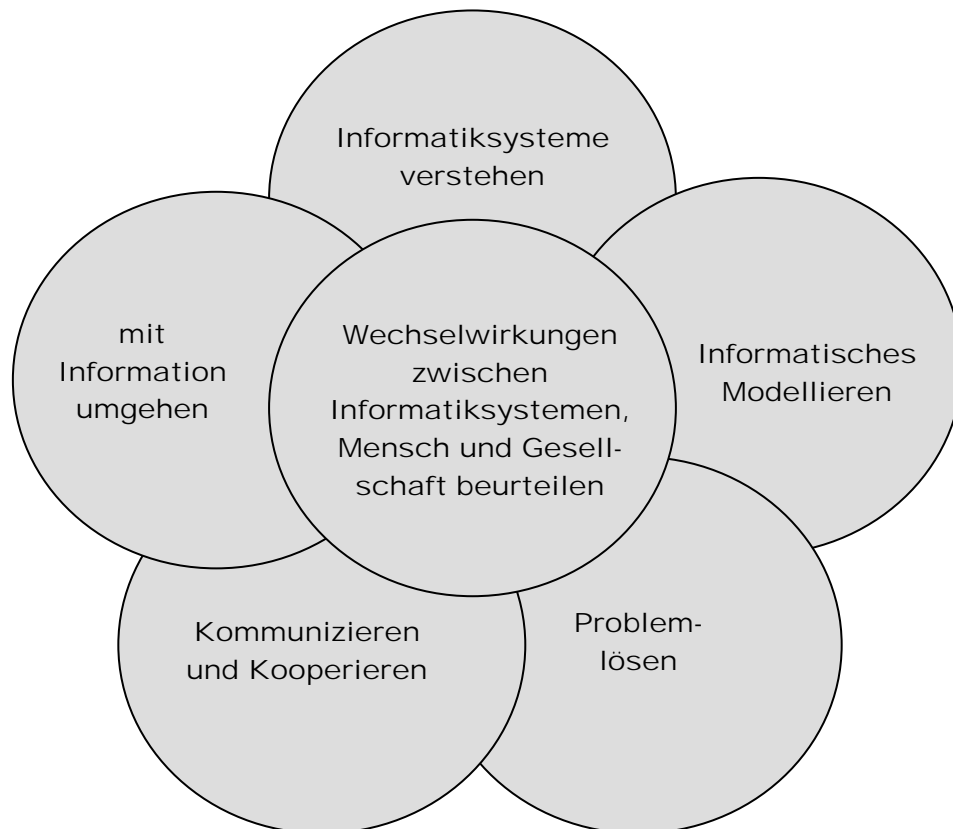 Informatiksysteme
verstehen
mit
Information
umgehen
Wechselwirkungen
zwischen
Informatiksystemen,
Mensch und Gesell-
schaft beurteilen
Informatisches
Modellieren
Kommunizieren
und Kooperieren
Problem-
lösen